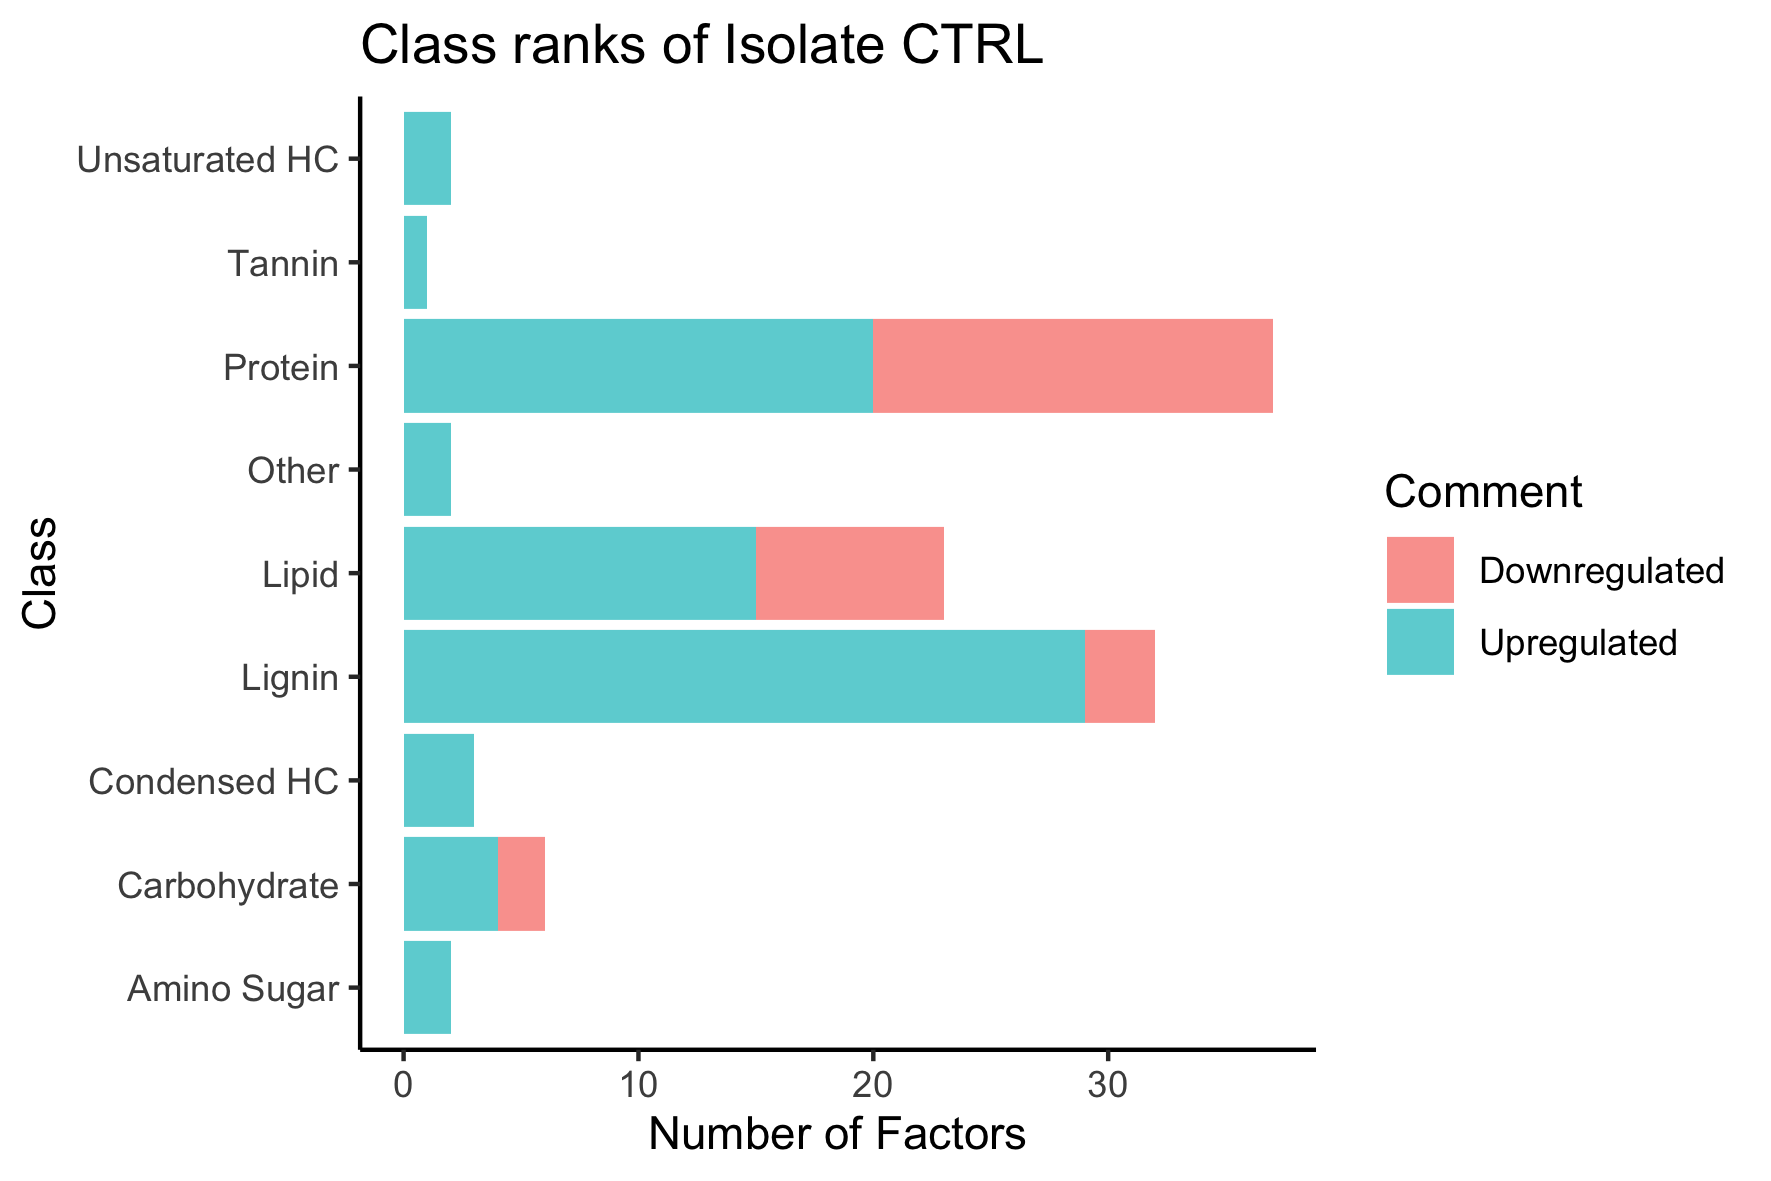 Class ranks of Isolate CTRL
Class
Unsaturated HC
Tannin
Protein
Other
Lipid
Lignin
Condensed HC
Carbohydrate
Amino Sugar
0 10 20 30
Number of Factors
Comment
Downregulated
Upregulated